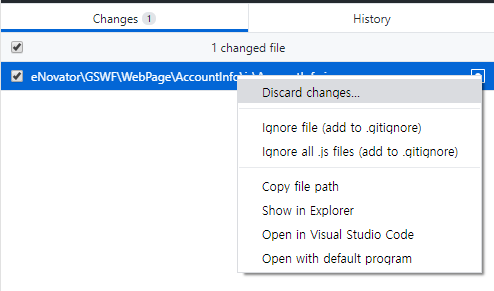 Changes 1
History
1 changed file
eNovator\GSWF\WebPage\AccountInfo\
Discard changes...
Ignore file (add to .gitignore)
Ignore all .js files (add to .gitignore)
Copy file path
Show in Explorer
Open in Visual Studio Code
Open with default program